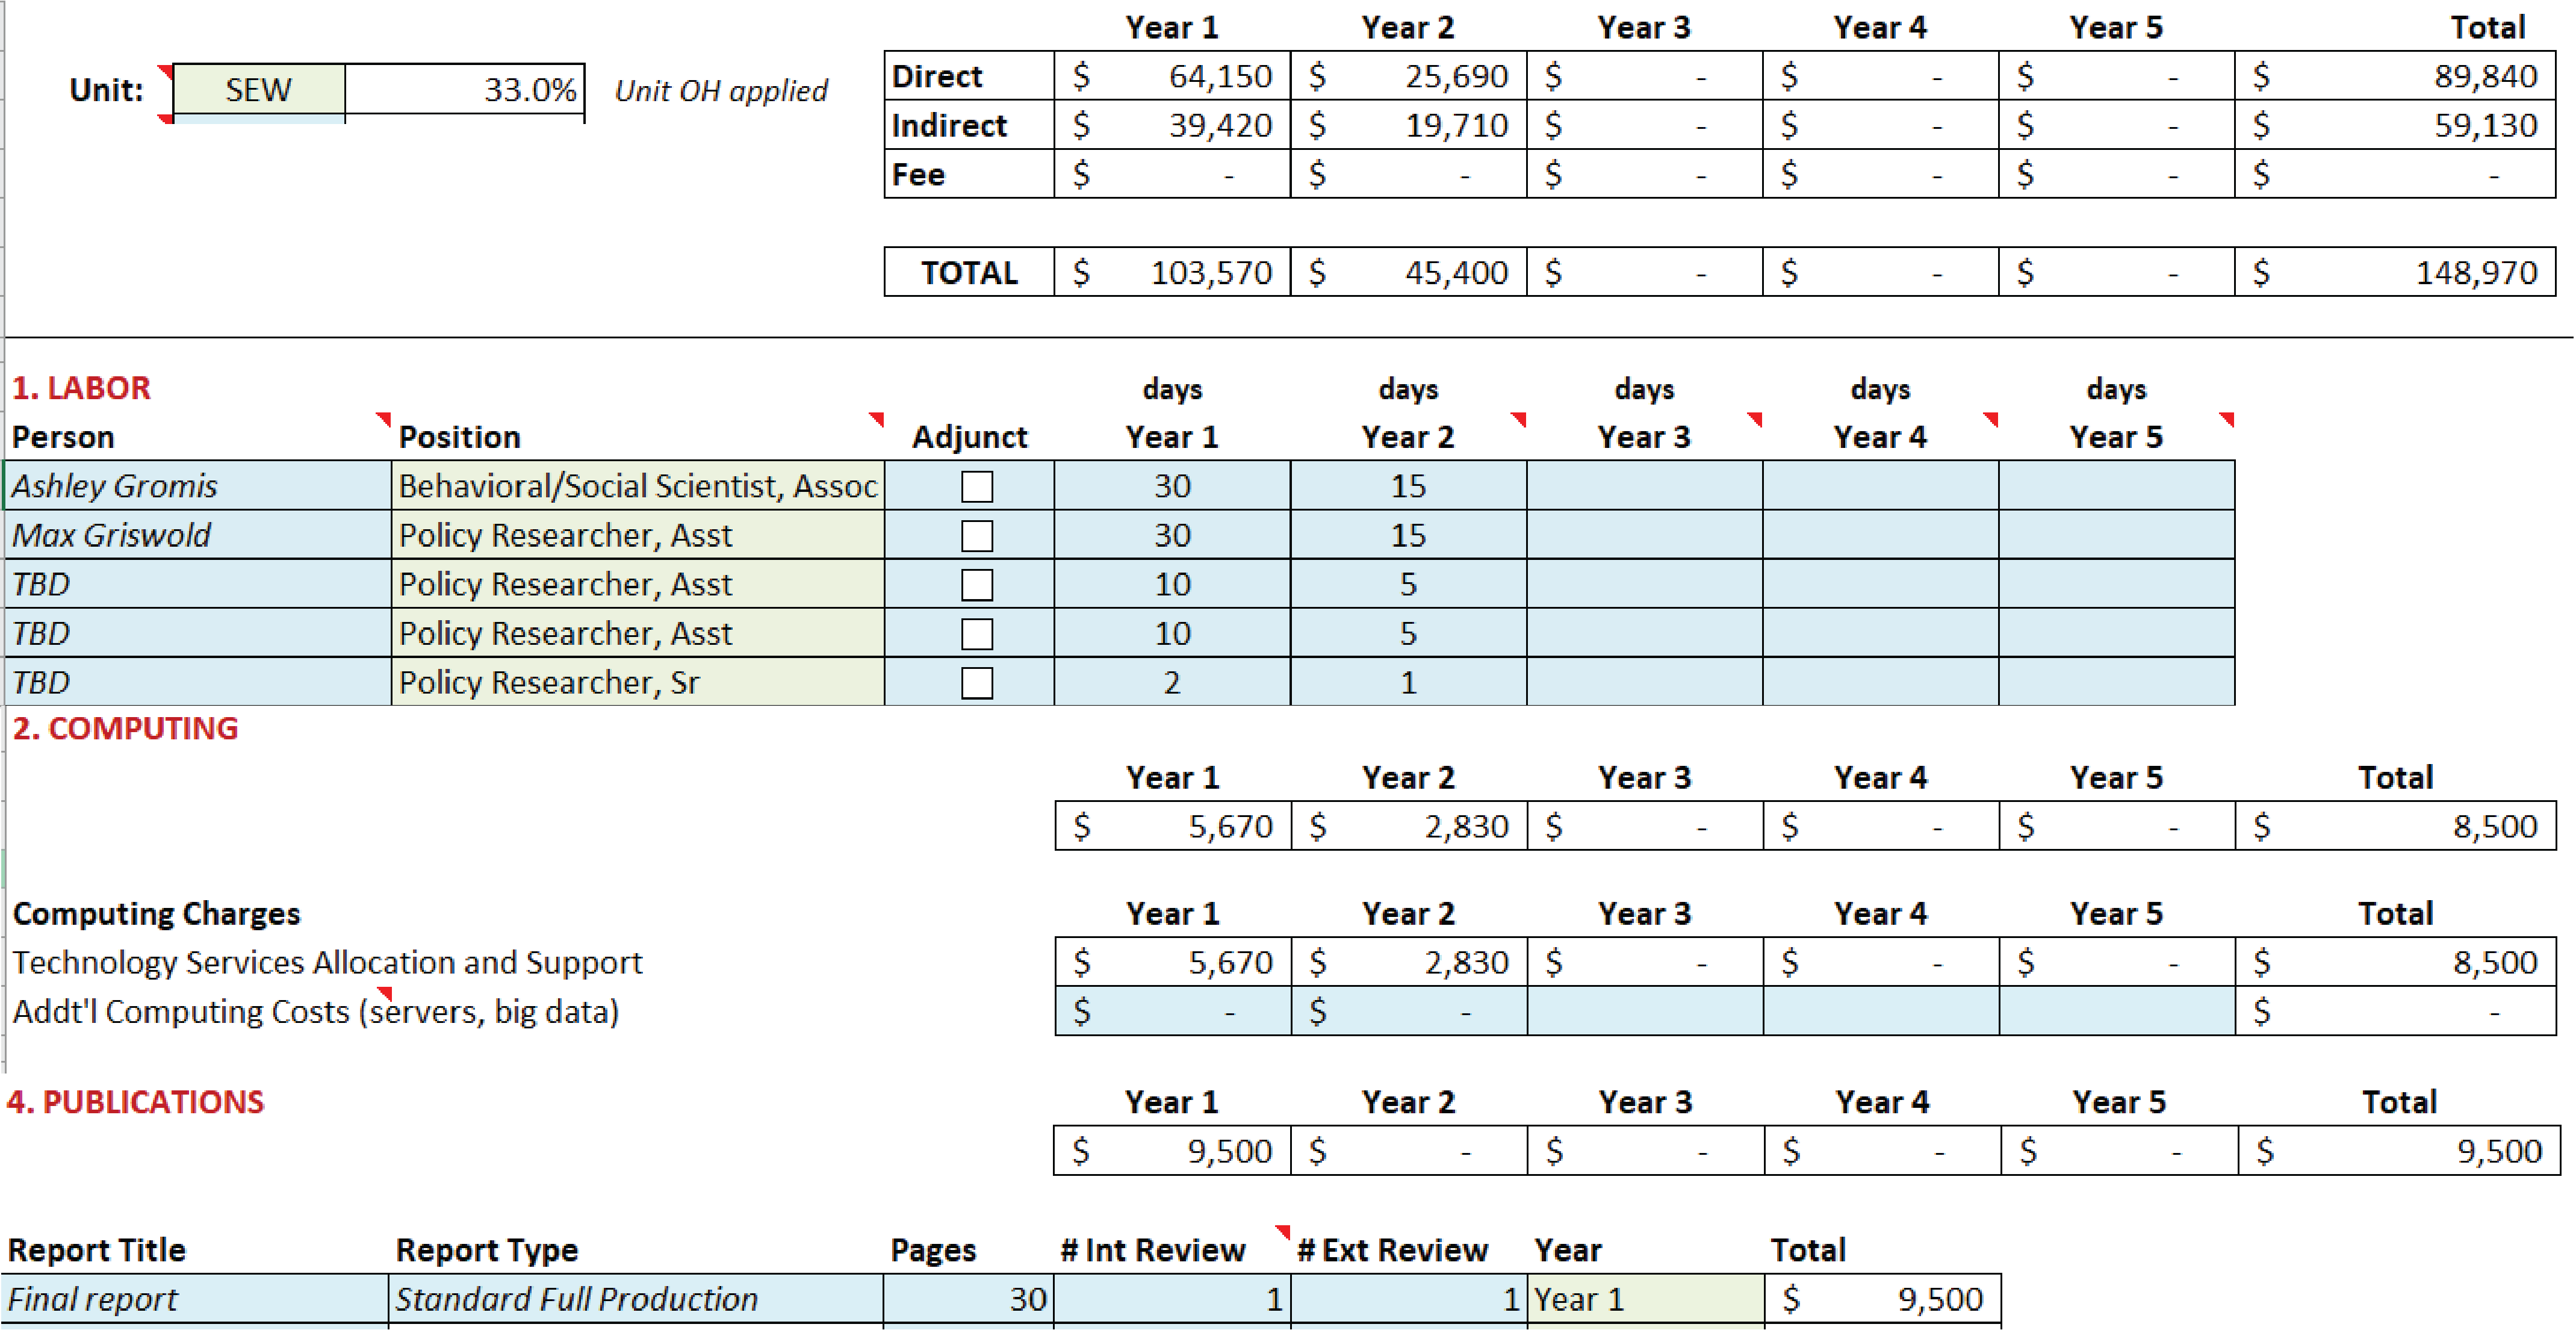 Year 1 Year 2 Year 3 Year 4 Year 5 Total
Unit: SEW 33.0% Unit OH applied
Direct $ 64,150 $ 25,690 $ - $ - $ - $ 89,840
Indirect $ 39,420 $ 19,710 $ - $ - $ - $ 59,130
Fee $ - $ - $ - $ - $ - $ -
TOTAL $ 103,570 $ 45,400 $ - $ - $ - $ 148,970
1. LABOR days days days days days
Person Position Adjunct Year 1 Year 2 Year 3 Year 4 Year 5
Ashley Gromis Behavioral/Social Scientist, Assoc 30 15
Max Griswold Policy Researcher, Asst 30 15
TBD Policy Researcher, Asst 10 5
TBD Policy Researcher, Asst 10 5
TBD Policy Researcher, Sr 2 1
2. COMPUTING
Year 1 Year 2 Year 3 Year 4 Year 5 Total
$ 5,670 $ 2,830 $ - $ - $ - $ 8,500
Computing Charges Year 1 Year 2 Year 3 Year 4 Year 5 Total
Technology Services Allocation and Support $ 5,670 $ 2,830 $ - $ - $ - $ 8,500
Addt'l Computing Costs (servers, big data) $ - $ - $ -
4. PUBLICATIONS Year 1 Year 2 Year 3 Year 4 Year 5 Total
$ 9,500 $ - $ - $ - $ - $ 9,500
Report Title Report Type Pages # Int Review # Ext Review Year Total
Final report Standard Full Production 30 1 1 Year 1 $ 9,500